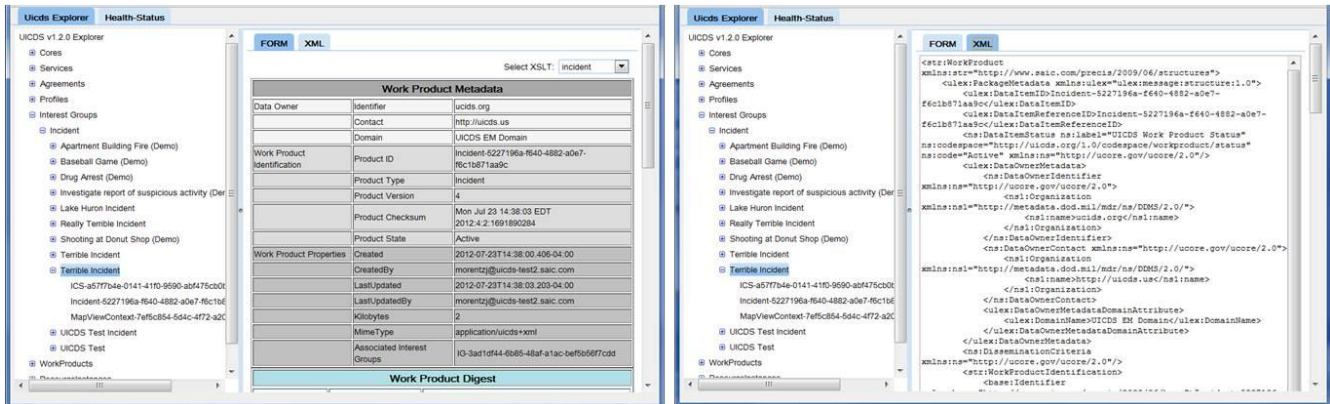 Uicds Explorer Health-Status
UICDS v1.2.0 Explorer
Cores
Services
Agreements
Profiles
Interest Groups
Incident
Apartment Building Fire (Demo)
Baseball Game (Demo)
Drug Arrest (Demo)
Investigate report of suspicious activity (Der
Lake Huron Incident
Really Terrible Incident
Shooting at Donut Shop (Demo)
Terrible Incident
Terrible Incident
ICS-a57f7b4e-0141-41f0-9590-abf475cb0b
Incident-5227196a-f640-4882-a0e7-f6c1b8
MapViewContext-7ef5c854-5d4c-4f72-a20
UICDS Test Incident
UICDS Test
WorkProducts
FORM XML
Select XSLT: incident
Work Product Metadata
Data Owner Identifier ucids.org
Contact http://uicds.us
Domain UICDS EM Domain
Work Product Identification Product ID Incident-5227196a-f640-4882-a0e7-
f6c1b871aa9c
Product Type Incident
Product Version 4
Product Checksum Mon Jul 23 14:38:03 EDT
2012:4:2:1691890284
Product State Active
Work Product Properties Created 2012-07-23T14:38:00.406-04:00
CreatedBy morentzj@uicds-test2.saic.com
LastUpdated 2012-07-23T14:38:03.203-04:00
LastUpdatedBy morentzj@uicds-test2.saic.com
Kilobytes 2
MimeType application/uicds+xml
Associated Interest
Groups IG-3ad1df44-6b85-48af-a1ac-bef5b56f7cdd
Work Product Digest
Uicds Explorer Health-Status
UICDS v1.2.0 Explorer
Cores
Services
Agreements
Profiles
Interest Groups
Incident
Apartment Building Fire (Demo)
Baseball Game (Demo)
Drug Arrest (Demo)
Investigate report of suspicious activity (Der
Lake Huron Incident
Really Terrible Incident
Shooting at Donut Shop (Demo)
Terrible Incident
Terrible Incident
ICS-a57f7b4e-0141-41f0-9590-abf475cb0b
Incident-5227196a-f640-4882-a0e7-f6c1b8
MapViewContext-7ef5c854-5d4c-4f72-a20
UICDS Test Incident
UICDS Test
WorkProducts
FORM XML
<str:WorkProduct
xmlns:str="http://www.saic.com/precis/2009/06/structures">
<ulex:PackageMetadata xmlns:ulex="ulex:message:structure:1.0">
<ulex:DataItemID>Incident-5227196a-f640-4882-a0e7-
f6c1b871aa9c</ulex:DataItemID>
<ulex:DataItemReferenceID>Incident-5227196a-f640-4882-a0e7-
f6c1b871aa9c</ulex:DataItemReferenceID>
<ns:DataItemStatus ns:label="UICDS Work Product Status"
ns:codespace="http://uicds.org/1.0/codespace/workproduct/status"
ns:code="Active" xmlns:ns="http://ucore.gov/ucore/2.0"/>
<ulex:DataOwnerMetadata>
<ns:DataOwnerIdentifier
xmlns:ns="http://ucore.gov/ucore/2.0">
<ns1:Organization
xmlns:ns1="http://metadata.dod.mil/mdr/ns/DDMS/2.0/">
<ns1:name>ucids.org</ns1:name>
</ns1:Organization>
</ns:DataOwnerIdentifier>
<ns:DataOwnerContact xmlns:ns="http://ucore.gov/ucore/2.0">
<ns1:Organization
xmlns:ns1="http://metadata.dod.mil/mdr/ns/DDMS/2.0/">
<ns1:name>http://uicds.us</ns1:name>
</ns1:Organization>
</ns:DataOwnerContact>
<ulex:DataOwnerMetadataDomainAttribute>
<ulex:DomainName>UICDS EM Domain</ulex:DomainName>
</ulex:DataOwnerMetadataDomainAttribute>
</ulex:DataOwnerMetadata>
<ns:DisseminationCriteria
xmlns:ns="http://ucore.gov/ucore/2.0"/>
<str:WorkProductIdentification>
<base:Identifier